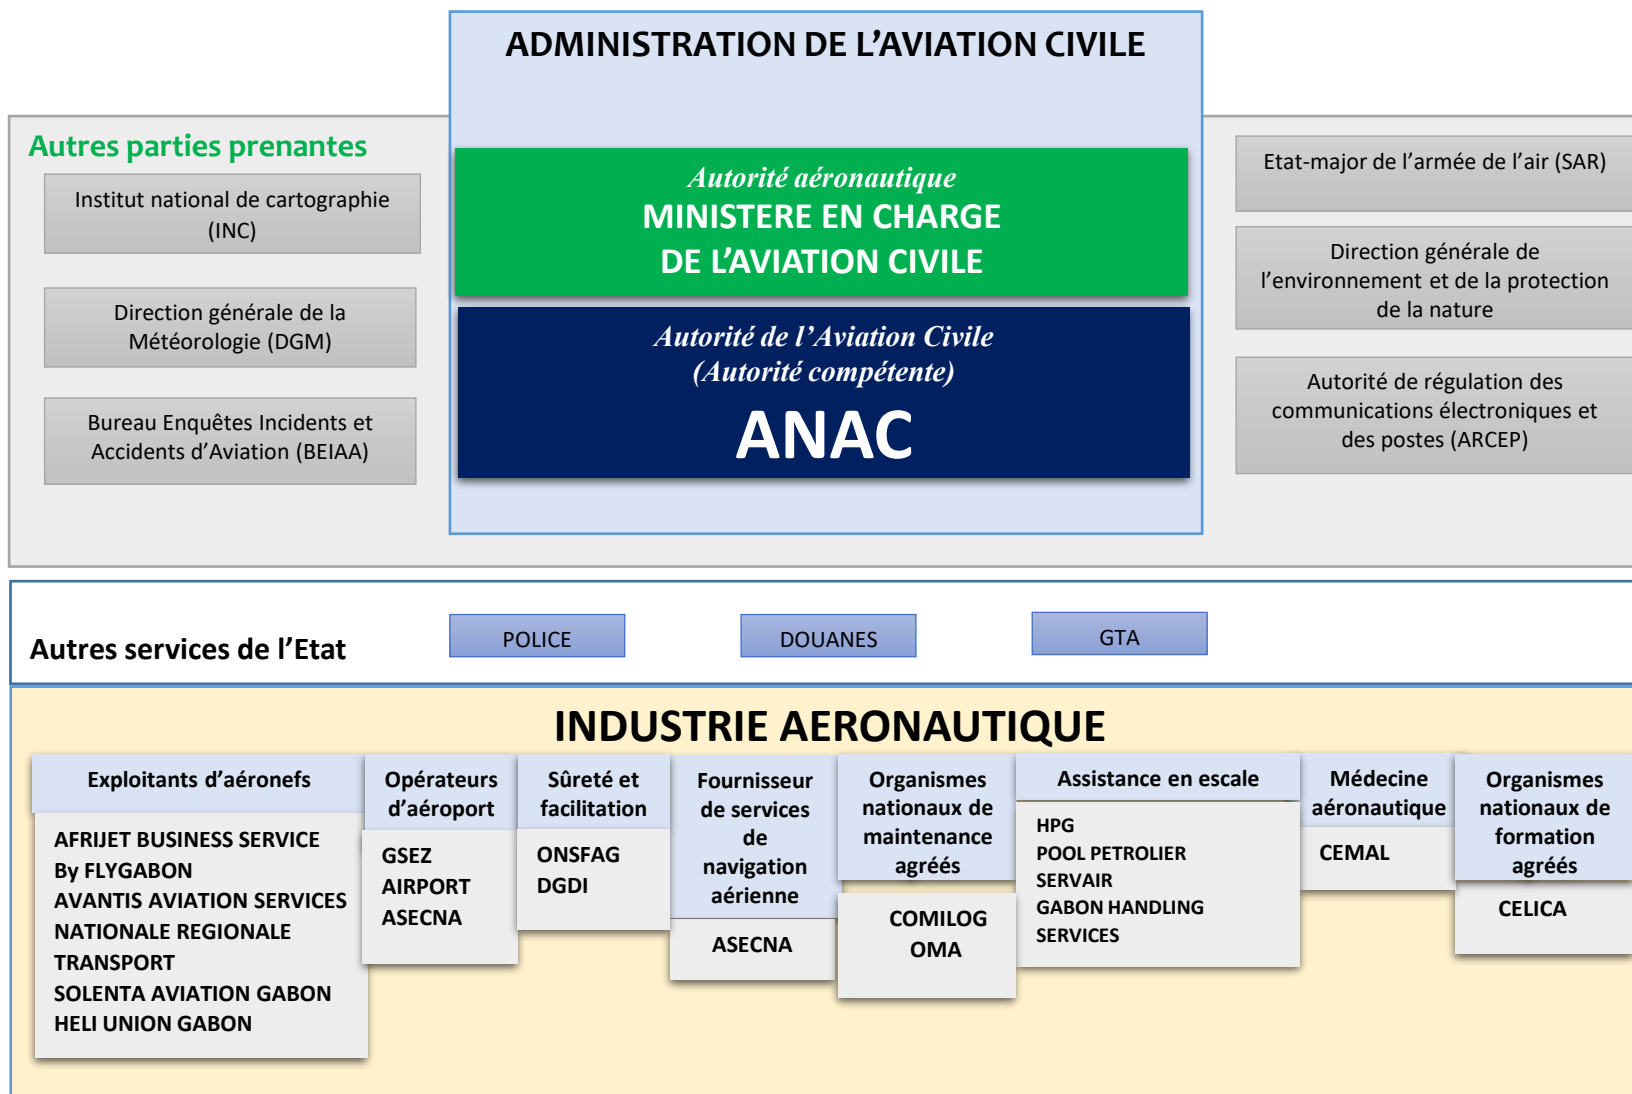 ADMINISTRATION DE L’AVIATION CIVILE
Autres parties prenantes
Institut national de cartographie
(INC)
Direction générale de la
Météorologie (DGM)
Bureau Enquêtes Incidents et
Accidents d’Aviation (BEIAA)
Autorité aéronautique
MINISTERE EN CHARGE
DE L’AVIATION CIVILE
Autorité de l’Aviation Civile
(Autorité compétente)
ANAC
Etat-major de l’armée de l’air (SAR)
Direction générale de
l’environnement et de la protection
de la nature
Autorité de régulation des
communications électroniques et
des postes (ARCEP)
Autres services de l’Etat
POLICE
DOUANES
GTA
INDUSTRIE AERONAUTIQUE
Exploitants d’aéronefs
AFRIJET BUSINESS SERVICE
By FLYGABON
AVANTIS AVIATION SERVICES
NATIONALE REGIONALE
TRANSPORT
SOLENTA AVIATION GABON
HELI UNION GABON
Opérateurs
d’aéroport
GSEZ
AIRPORT
ASECNA
Sûreté et
facilitation
ONSFAG
DGDI
Fournisseur
de services
de
navigation
aérienne
ASECNA
Organismes
nationaux de
maintenance
agréés
COMILOG
OMA
Assistance en escale
HPG
POOL PETROLIER
SERVAIR
GABON HANDLING
SERVICES
Médecine
aéronautique
CEMAL
Organismes
nationaux de
formation
agréés
CELICA